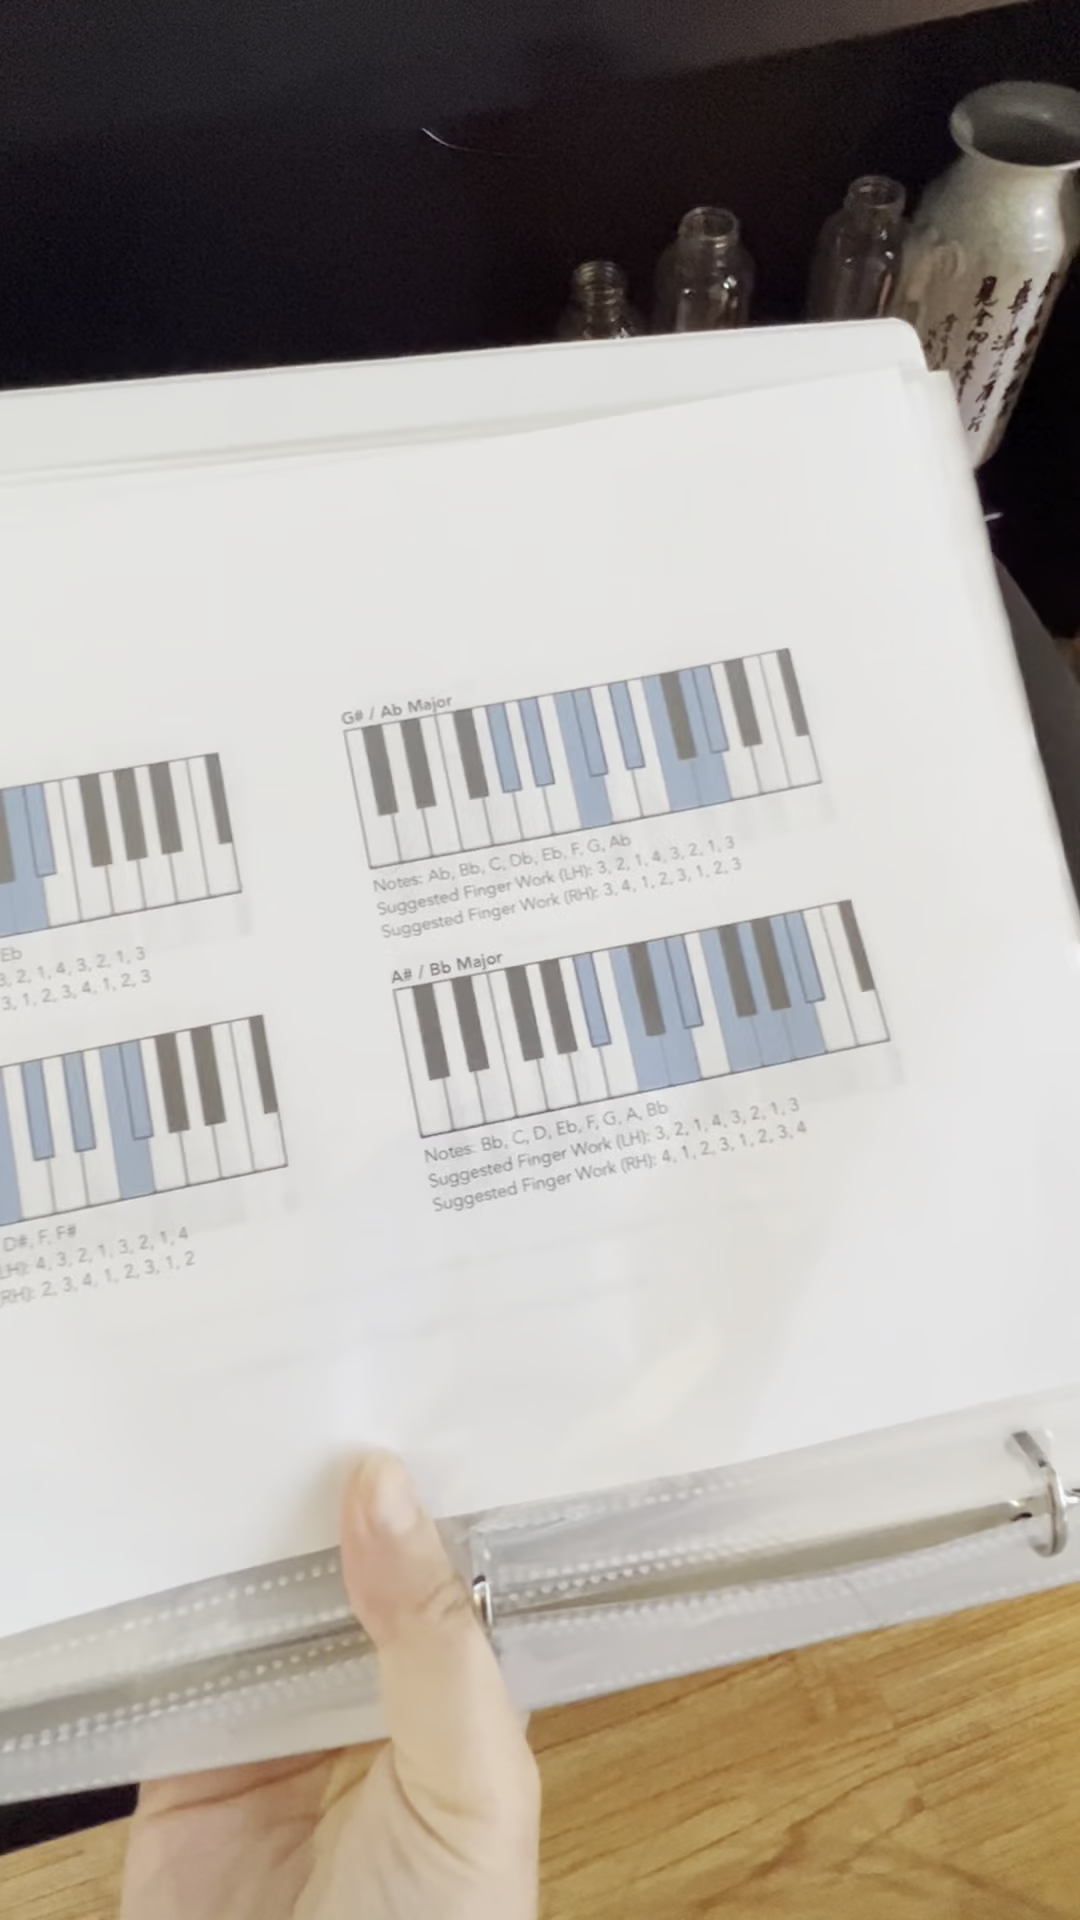 Eb
3, 2, 1, 4, 3, 2, 1, 3
3, 1, 2, 3, 4, 1, 2, 3
D#, F, F#
LH): 4, 3, 2, 1, 3, 2, 1, 4
(RH): 2, 3, 4, 1, 2, 3, 1, 2
G# / Ab Major
Notes: Ab, Bb, C, Db, Eb, F, G, Ab
Suggested Finger Work (LH): 3, 2, 1, 4, 3, 2, 1, 3
Suggested Finger Work (RH): 3, 4, 1, 2, 3, 1, 2, 3
A# / Bb Major
Notes: Bb, C, D, Eb, F, G, A, Bb
Suggested Finger Work (LH): 3, 2, 1, 4, 3, 2, 1, 3
Suggested Finger Work (RH): 4, 1, 2, 3, 1, 2, 3, 4